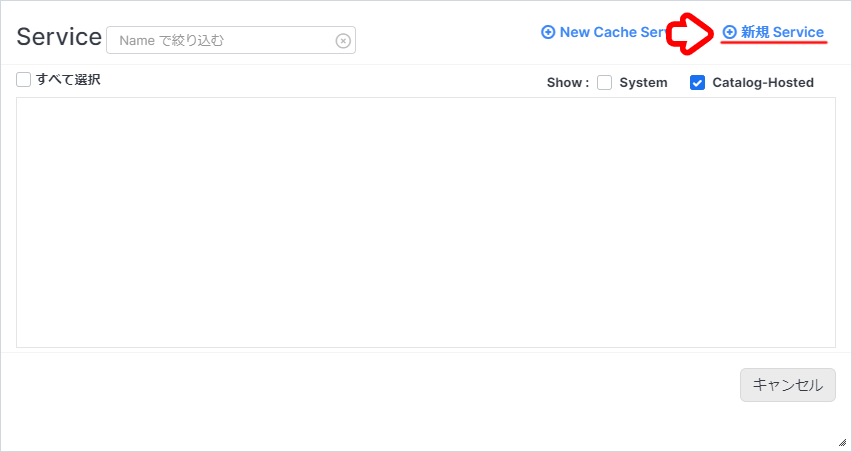 Service
Name で絞り込む
New Cache Ser
新規 Service
すべて選択
Show :
System
Catalog-Hosted
キャンセル